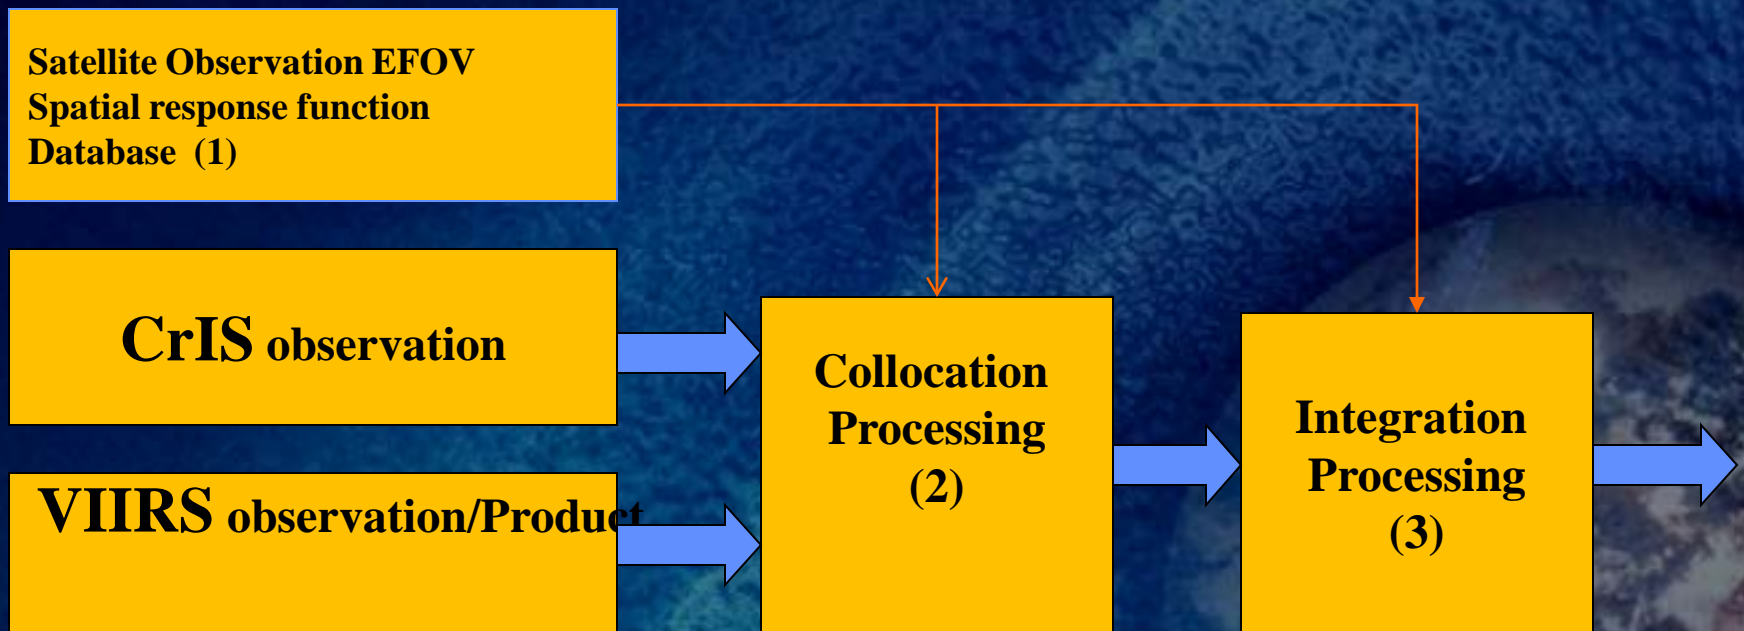 Satellite Observation EFOV
Spatial response function
Database (1)
CrIS observation
VIIRS observation/Product
Collocation
Processing
(2)
Integration
Processing
(3)